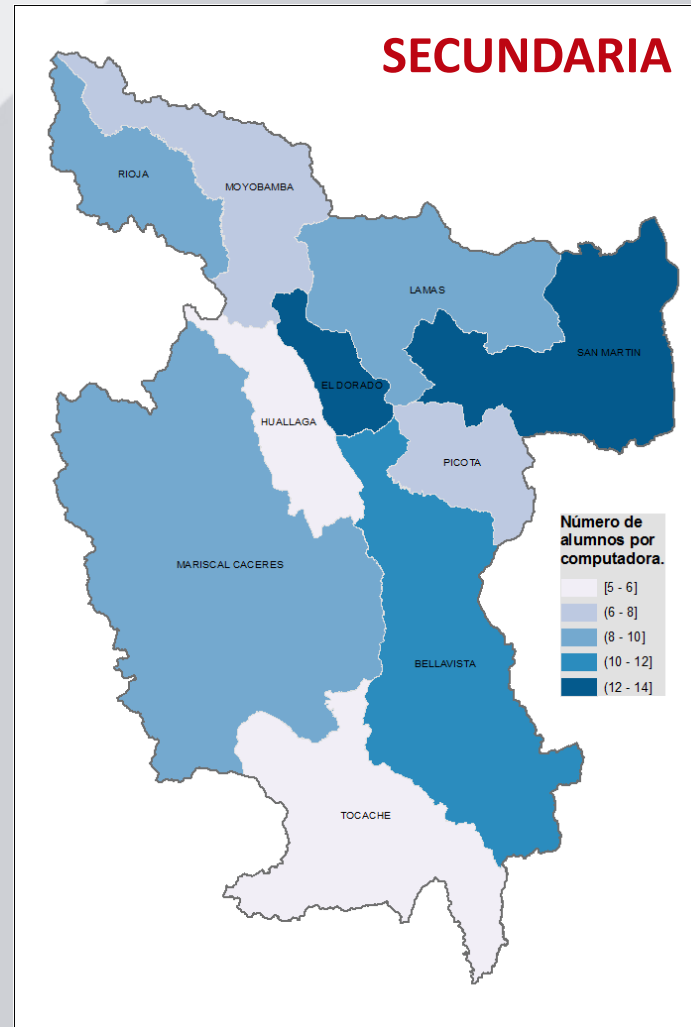 SECUNDARIA
RIOJA
MOYOBAMBA
LAMAS
SAN MARTIN
EL DORADO
HUALLAGA
PICOTA
MARISCAL CACERES
BELLAVISTA
TOCACHE
Número de
alumnos por
computadora.
[5 - 6]
(6 - 8]
(8 - 10]
(10 - 12]
(12 - 14]